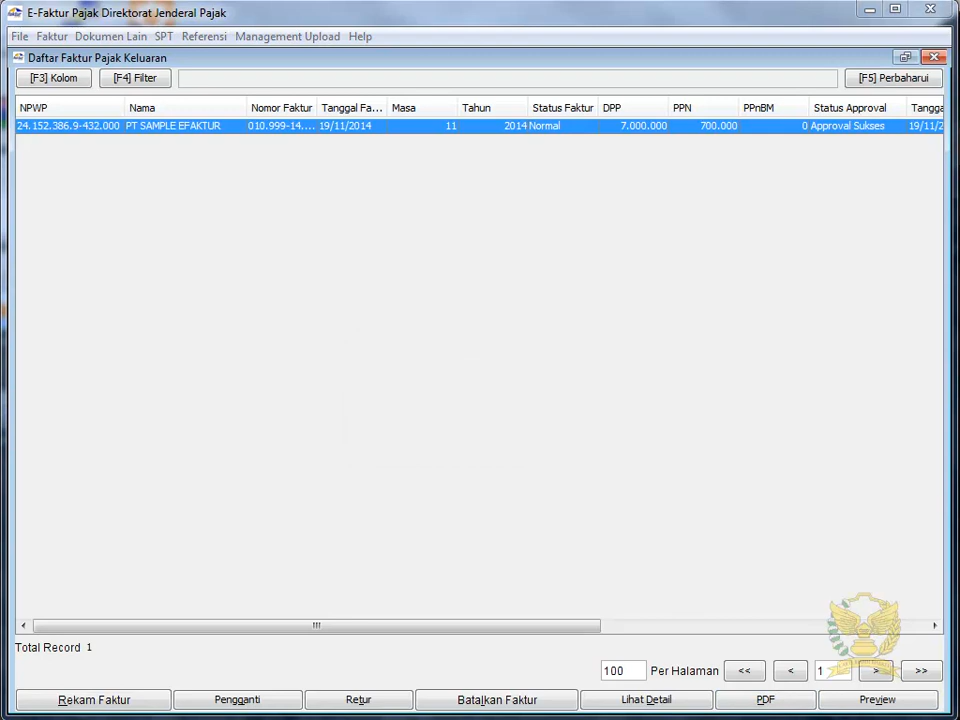 E-Faktur Pajak Direktorat Jenderal Pajak
File Faktur Dokumen Lain SPT Referensi Management Upload Help
Daftar Faktur Pajak Keluaran
[F3] Kolom [F4] Filter [F5] Perbaharui
NPWP Nama Nomor Faktur Tanggal Fa... Masa Tahun Status Faktur DPP PPN PPnBM Status Approval Tangga
24.152.386.9-432.000 PT SAMPLE EFAKTUR 010.999-14.... 19/11/2014 11 2014 Normal 7.000.000 700.000 0 Approval Sukses 19/11/2
Total Record 1
100 Per Halaman << < 1 > >>
Rekam Faktur Pengganti Retur Batalkan Faktur Lihat Detail PDF Preview